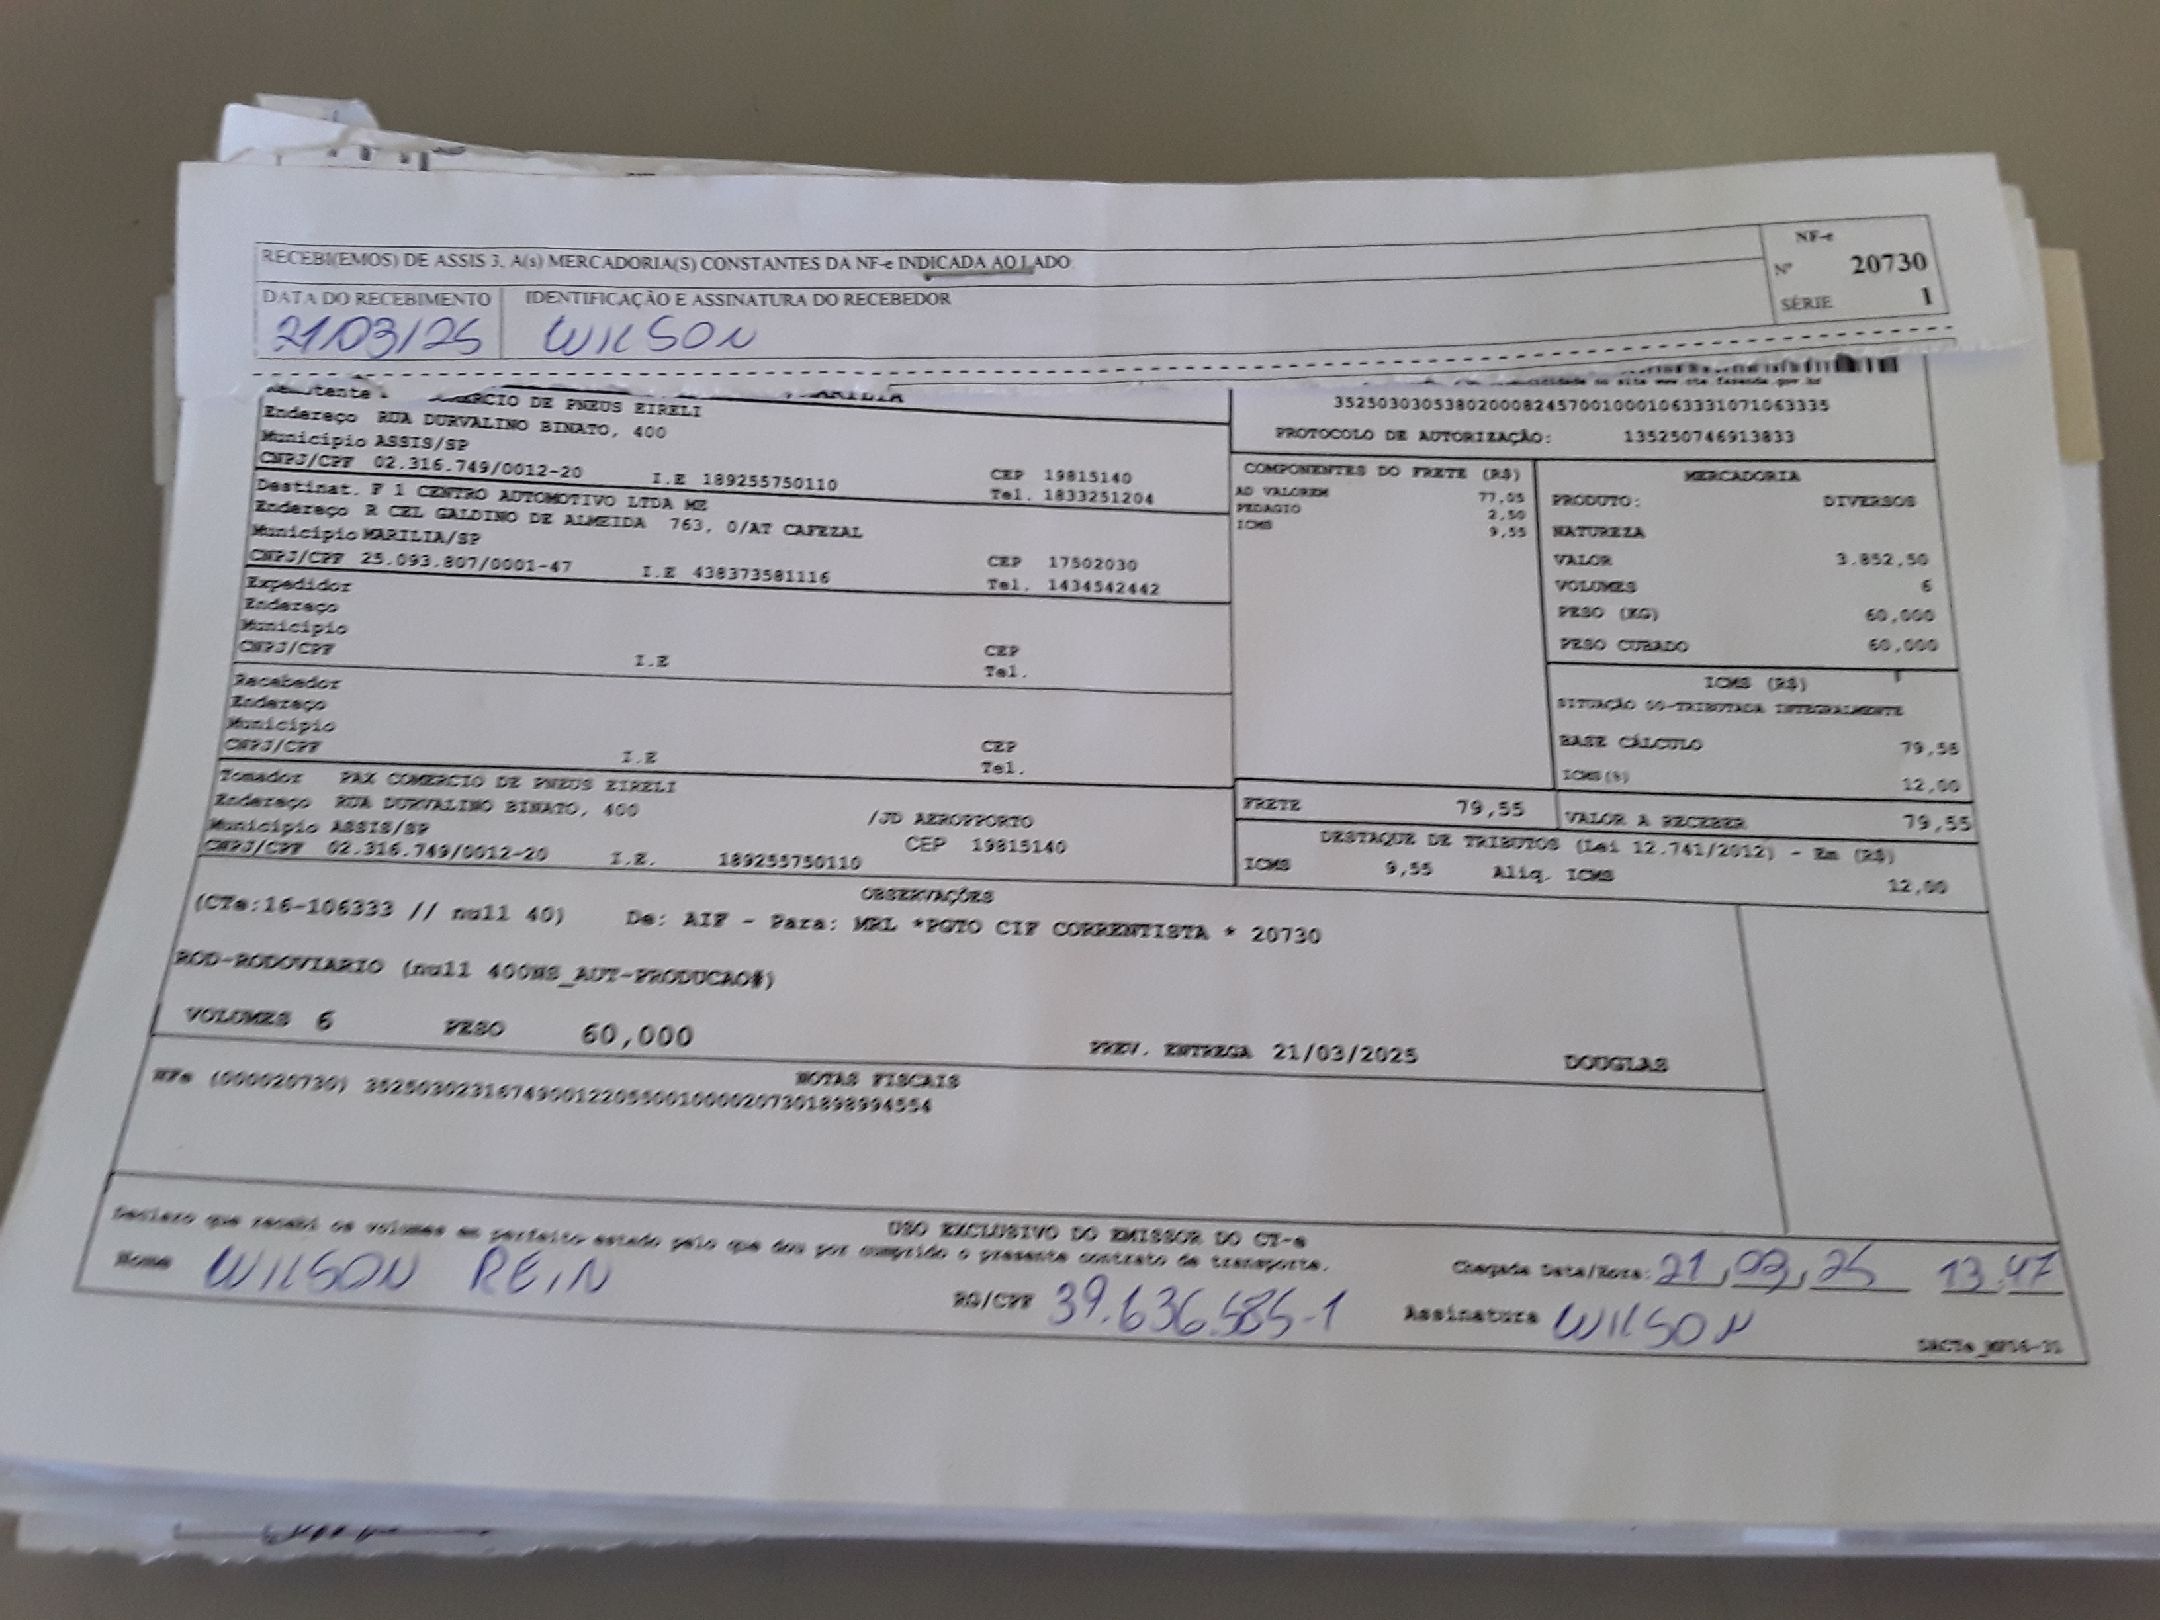 RECEBI(EMOS) DE ASSIS 3, A(s) MERCADORIA(S) CONSTANTES DA NF-e INDICADA AO LADO
NF-e
Nº 20730
SÉRIE 1
DATA DO RECEBIMENTO IDENTIFICAÇÃO E ASSINATURA DO RECEBEDOR
21/03/25 WILSON
no site www.cte.fazenda.gov.br
35250303053802000824570010001063331071063335
PROTOCOLO DE AUTORIZAÇÃO: 135250746913833
COMERCIO DE PNEUS EIRELI
Endereço RUA DURVALINO BINATO, 400
Município ASSIS/SP
CNPJ/CPF 02.316.749/0012-20 I.E 189255750110 CEP 19815140
Tel. 1833251204
Destinat. F 1 CENTRO AUTOMOTIVO LTDA ME
Endereço R CEL GALDINO DE ALMEIDA 763, 0/AT CAFEZAL
Município MARILIA/SP
CNPJ/CPF 25.093.807/0001-47 I.E 438373581116 CEP 17502030
Tel. 1434542442
Expedidor
Endereço
Município
CNPJ/CPF I.E CEP
Tel.
Recebedor
Endereço
Município
CNPJ/CPF I.E CEP
Tel.
Tomador PAX COMERCIO DE PNEUS EIRELI
Endereço RUA DURVALINO BINATO, 400 /JD AEROPPORTO
Município ASSIS/SP CEP 19815140
CNPJ/CPF 02.316.749/0012-20 I.E. 189255750110
COMPONENTES DO FRETE (R$)
AD VALOREM 77,05
PEDAGIO 2,50
ICMS 9,55
MERCADORIA
PRODUTO: DIVERSOS
NATUREZA
VALOR 3.852,50
VOLUMES 6
PESO (KG) 60,000
PESO CUBADO 60,000
ICMS (R$)
SITUAÇÃO 00-TRIBUTADA INTEGRALMENTE
BASE CÁLCULO 79,55
ICMS(%) 12,00
FRETE 79,55 VALOR A RECEBER 79,55
DESTAQUE DE TRIBUTOS (Lei 12.741/2012) - Em (R$)
ICMS 9,55 Aliq. ICMS 12,00
OBSERVAÇÕES
(CTe:16-106333 // null 40) De: AIF - Para: MRL *PGTO CIF CORRENTISTA * 20730
ROD-RODOVIARIO (null 400NS_AUT-PRODUCAO#)
VOLUMES 6 PESO 60,000 PREV. ENTREGA 21/03/2025 DOUGLAS
NOTAS FISCAIS
NFe (000020730) 35250302316749001220550010000207301898994554
USO EXCLUSIVO DO EMISSOR DO CT-e
Declaro que recebi os volumes em perfeito estado pelo que dou por cumprido o presente contrato de transporte.
Nome WILSON REIN RG/CPF 39.636.585-1
Chegada Data/Hora: 21/03/25 13:47
Assinatura WILSON